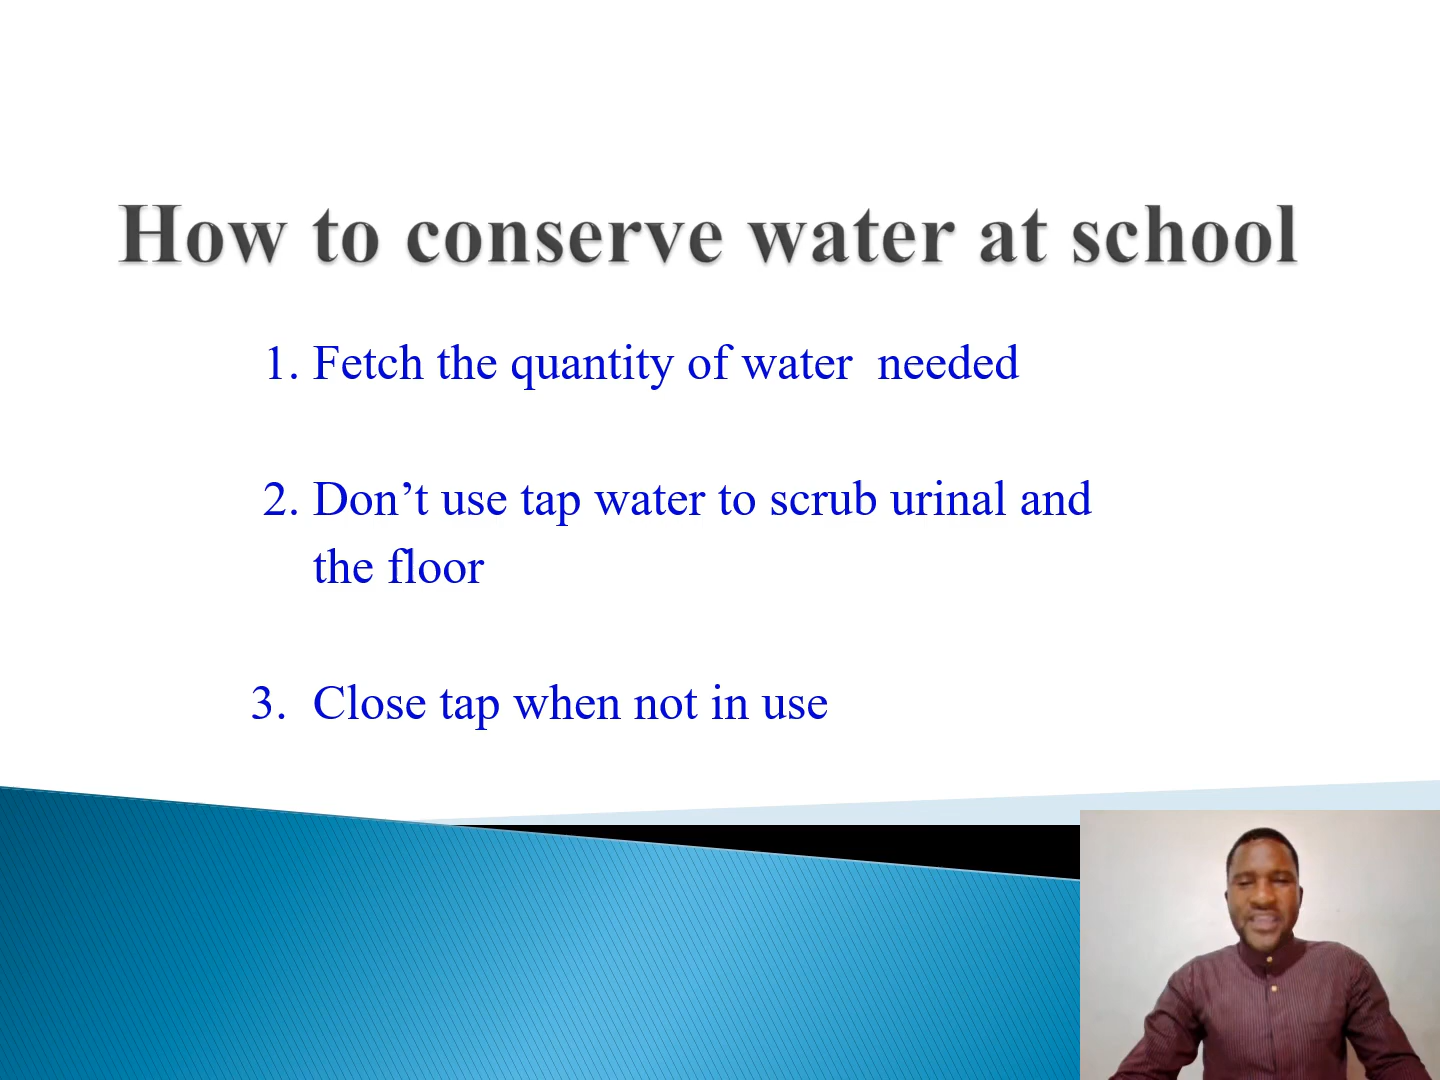 How to conserve water at school
1. Fetch the quantity of water  needed
2. Don’t use tap water to scrub urinal and
the floor
3.  Close tap when not in use